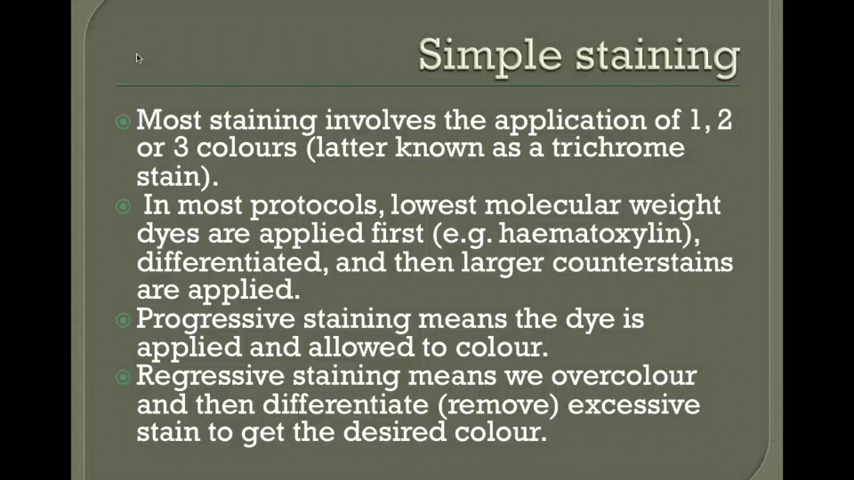 Simple staining
Most staining involves the application of 1, 2
or 3 colours (latter known as a trichrome
stain).
In most protocols, lowest molecular weight
dyes are applied first (e.g. haematoxylin),
differentiated, and then larger counterstains
are applied.
Progressive staining means the dye is
applied and allowed to colour.
Regressive staining means we overcolour
and then differentiate (remove) excessive
stain to get the desired colour.